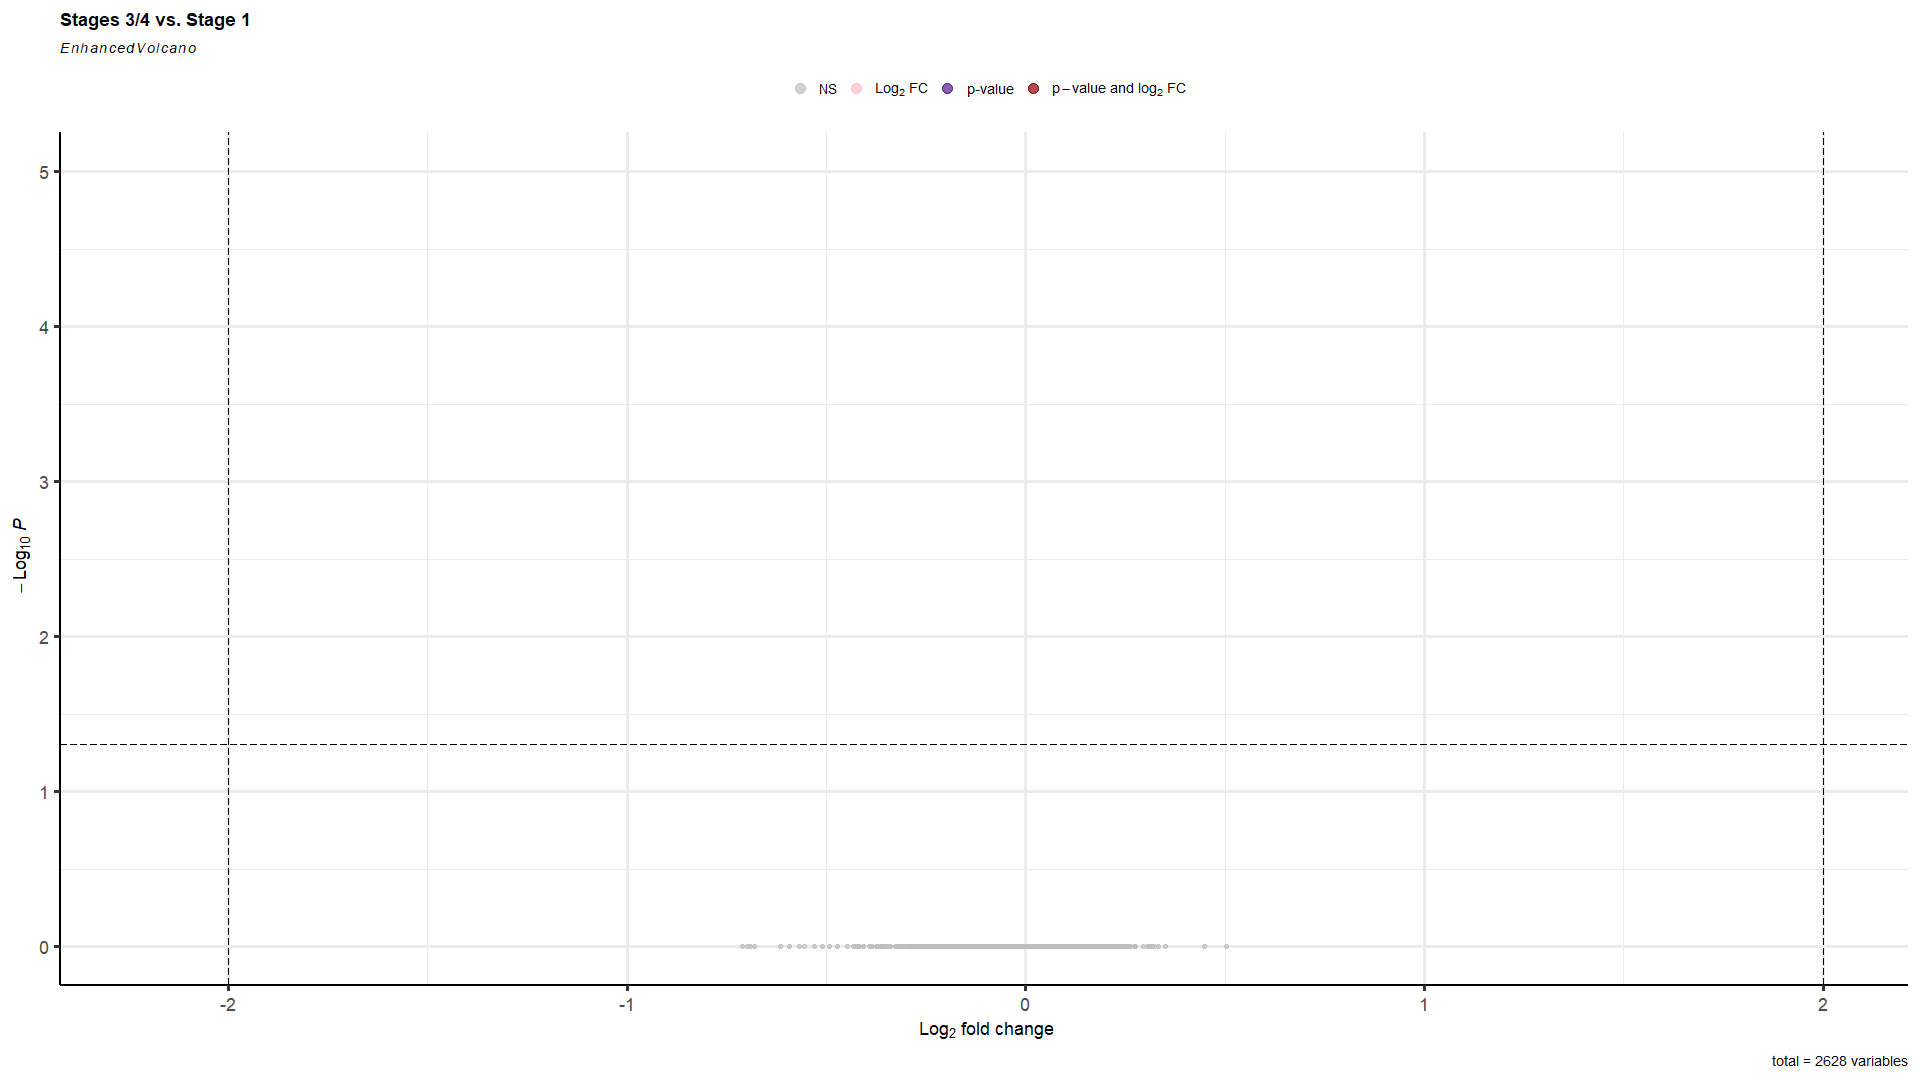 Stages 3/4 vs. Stage 1
EnhancedVolcano
NS Log₂ FC p-value p−value and log₂ FC
5
4
3
2
1
0
−Log₁₀ P
-2 -1 0 1 2
Log₂ fold change
total = 2628 variables